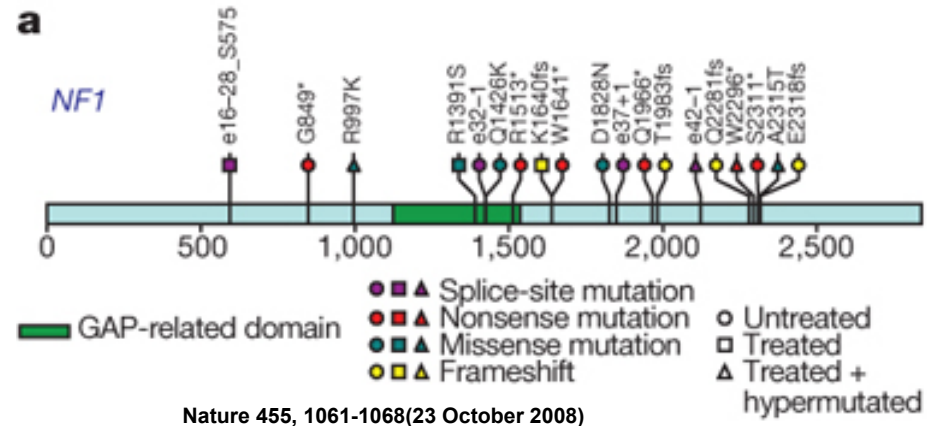 a
NF1
e16–28_S575
G849*
R997K
R1391S
e32–1
Q1426K
R1513*
K1640fs
W1641*
D1828N
e37+1
Q1966*
T1983fs
e42–1
Q2281fs
W2296*
S2311*
A2315T
E2318fs
0 500 1,000 1,500 2,000 2,500
GAP-related domain
Splice-site mutation
Nonsense mutation
Missense mutation
Frameshift
Untreated
Treated
Treated +
hypermutated
Nature 455, 1061-1068(23 October 2008)